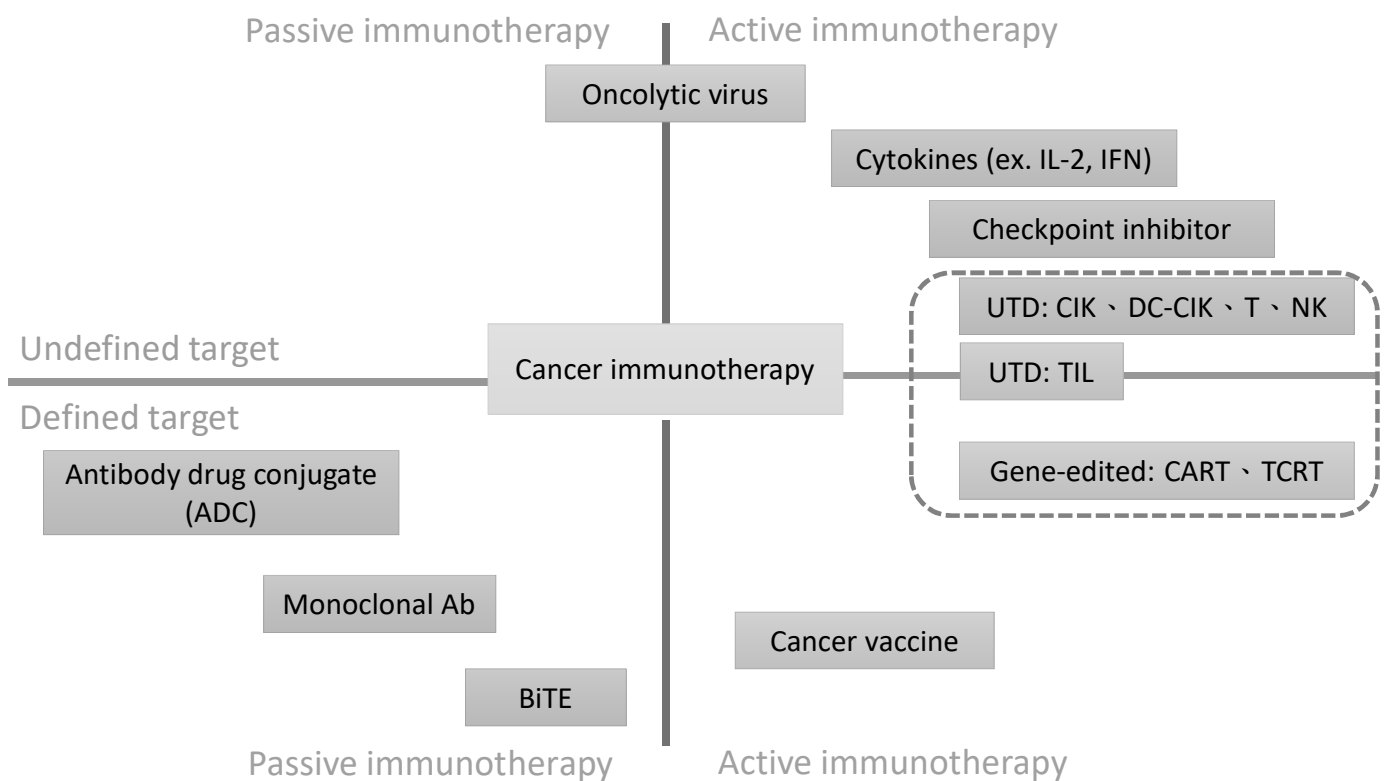 Passive immunotherapy
Active immunotherapy
Oncolytic virus
Cytokines (ex. IL-2, IFN)
Checkpoint inhibitor
UTD: CIK、DC-CIK、T、NK
Undefined target
Cancer immunotherapy
UTD: TIL
Defined target
Antibody drug conjugate
(ADC)
Gene-edited: CART、TCRT
Monoclonal Ab
Cancer vaccine
BiTE
Passive immunotherapy
Active immunotherapy